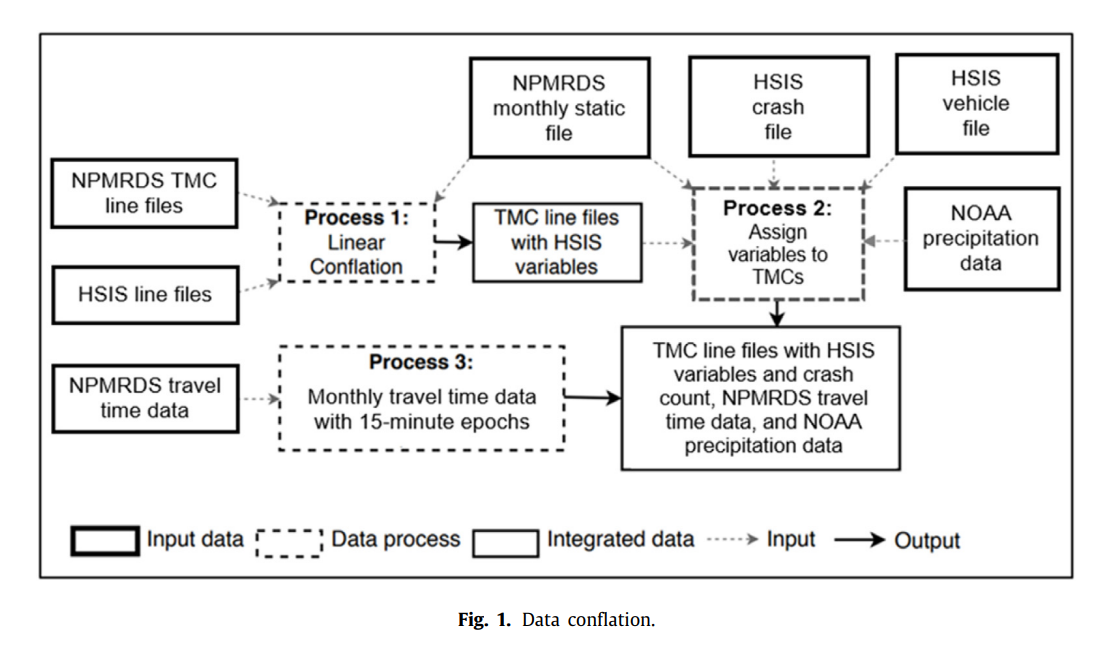 NPMRDS
monthly static
file
HSIS
crash
file
HSIS
vehicle
file
NPMRDS TMC
line files
Process 1:
Linear
Conflation
TMC line files
with HSIS
variables
Process 2:
Assign
variables to
TMCs
NOAA
precipitation
data
HSIS line files
NPMRDS travel
time data
Process 3:
Monthly travel time data
with 15-minute epochs
TMC line files with HSIS
variables and crash
count, NPMRDS travel
time data, and NOAA
precipitation data
Input data
Data process
Integrated data
Input
Output
Fig. 1. Data conflation.